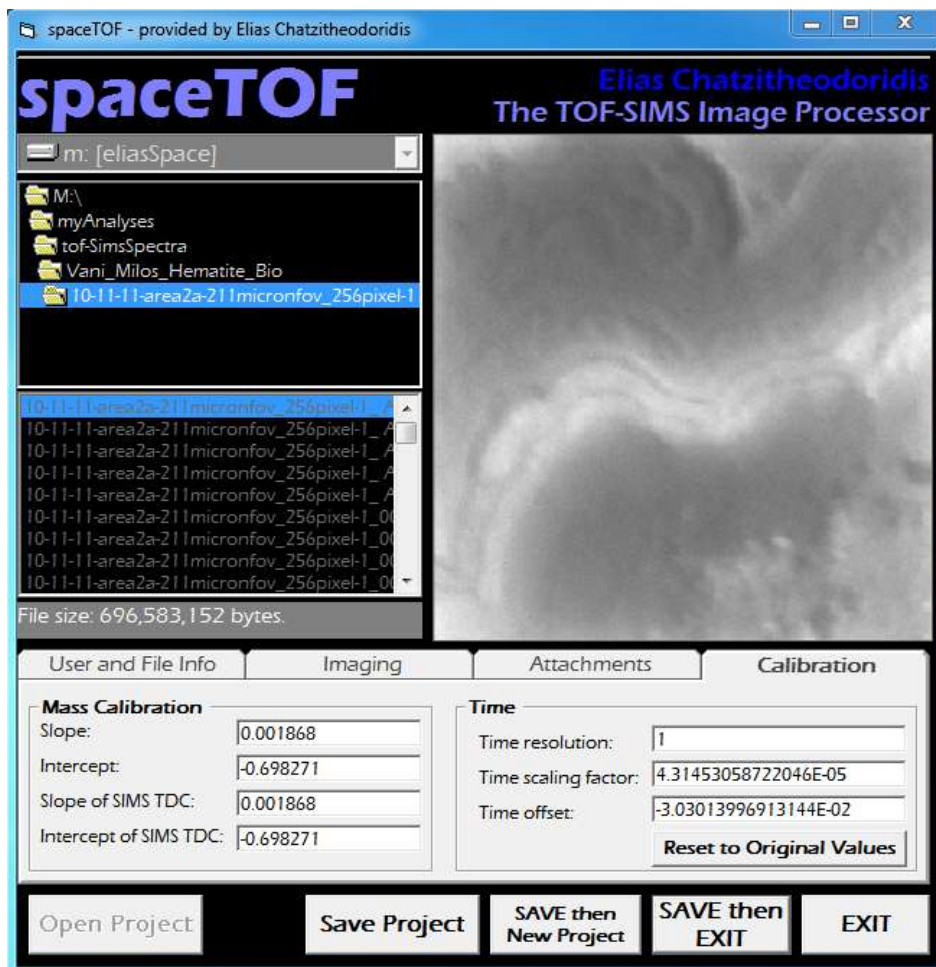 spaceTOF - provided by Elias Chatzitheodoridis
spaceTOF
Elias Chatzitheodoridis
The TOF-SIMS Image Processor
m: [eliasSpace]
M:\
myAnalyses
tof-SimsSpectra
Vani_Milos_Hematite_Bio
10-11-11-area2a-211micronfov_256pixel-1
10-11-11-area2a-211micronfov_256pixel-1_ A
10-11-11-area2a-211micronfov_256pixel-1_ A
10-11-11-area2a-211micronfov_256pixel-1_ A
10-11-11-area2a-211micronfov_256pixel-1_ A
10-11-11-area2a-211micronfov_256pixel-1_ A
10-11-11-area2a-211micronfov_256pixel-1_00
10-11-11-area2a-211micronfov_256pixel-1_00
10-11-11-area2a-211micronfov_256pixel-1_00
10-11-11-area2a-211micronfov_256pixel-1_00
File size: 696,583,152 bytes.
User and File Info
Imaging
Attachments
Calibration
Mass Calibration
Slope: 0.001868
Intercept: -0.698271
Slope of SIMS TDC: 0.001868
Intercept of SIMS TDC: -0.698271
Time
Time resolution: 1
Time scaling factor: 4.31453058722046E-05
Time offset: -3.03013996913144E-02
Reset to Original Values
Open Project
Save Project
SAVE then
New Project
SAVE then
EXIT
EXIT